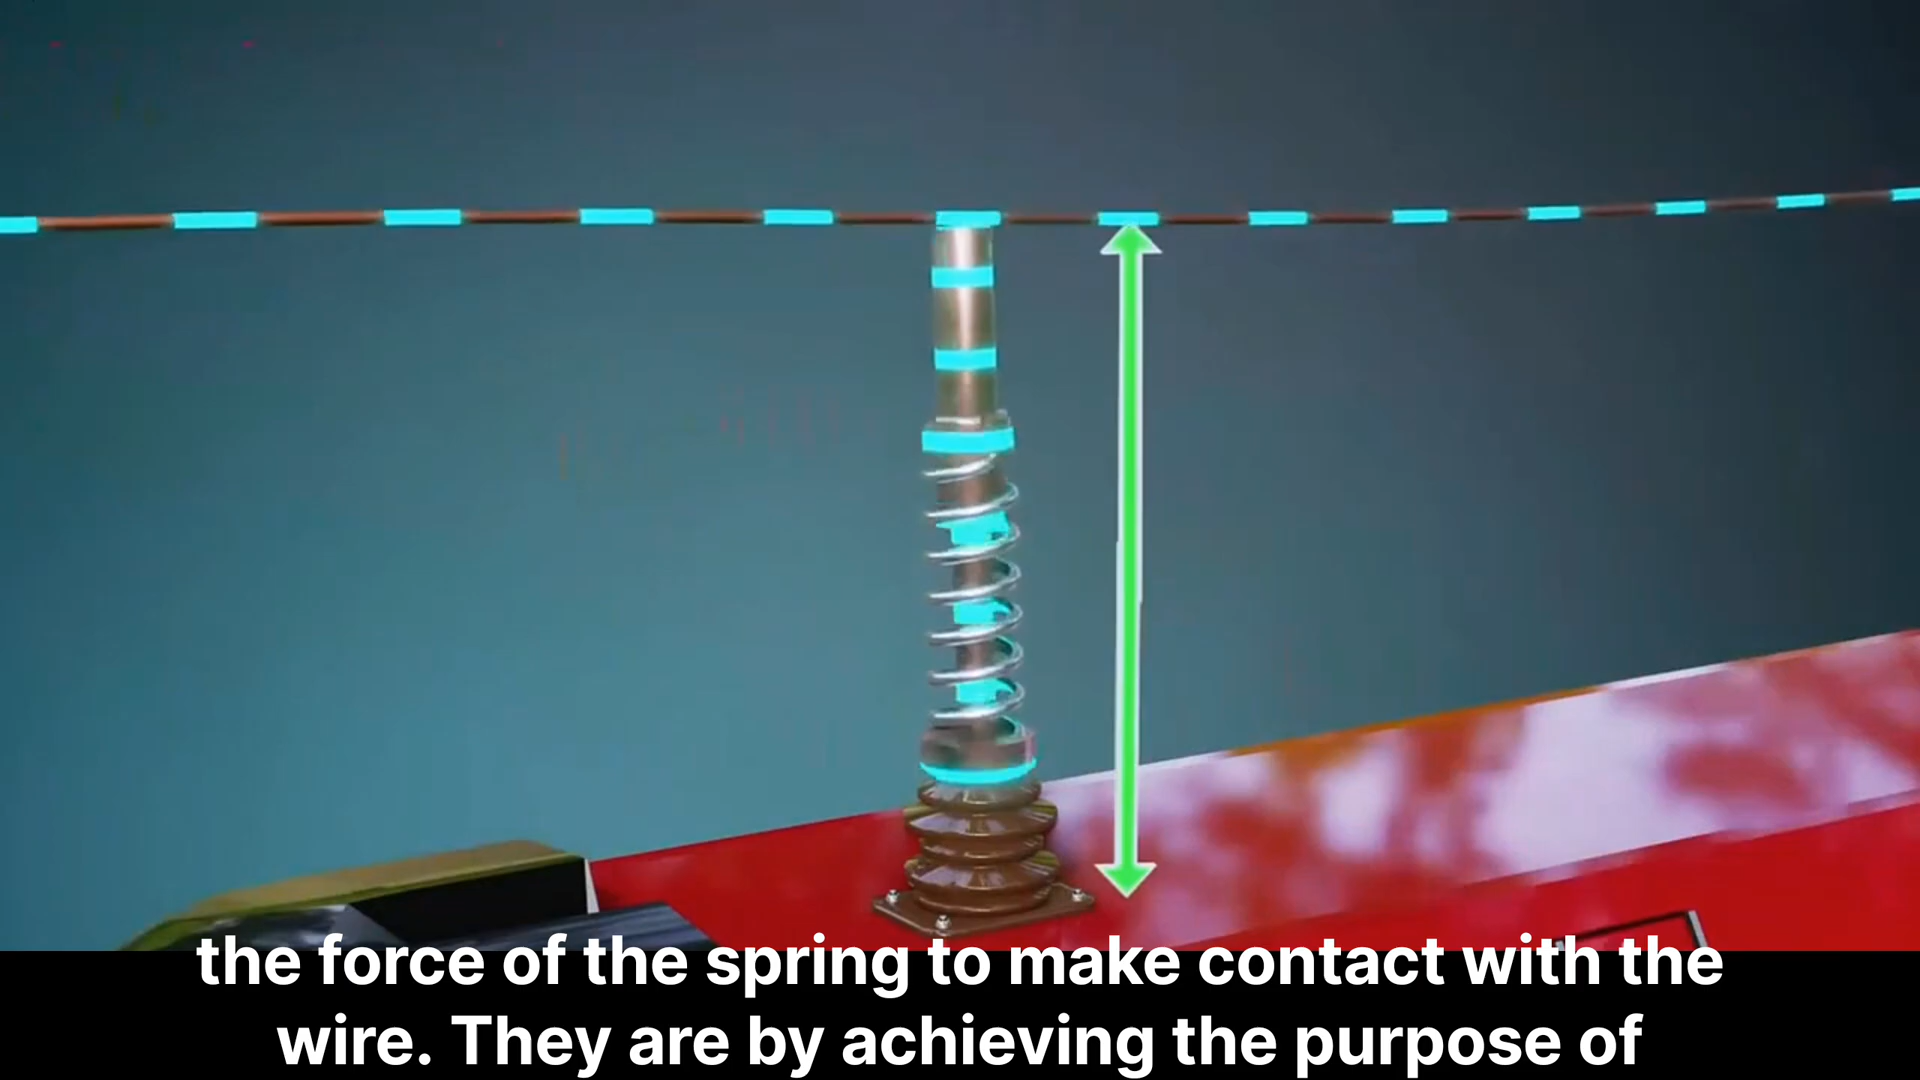 the force of the spring to make contact with the
wire. They are by achieving the purpose of